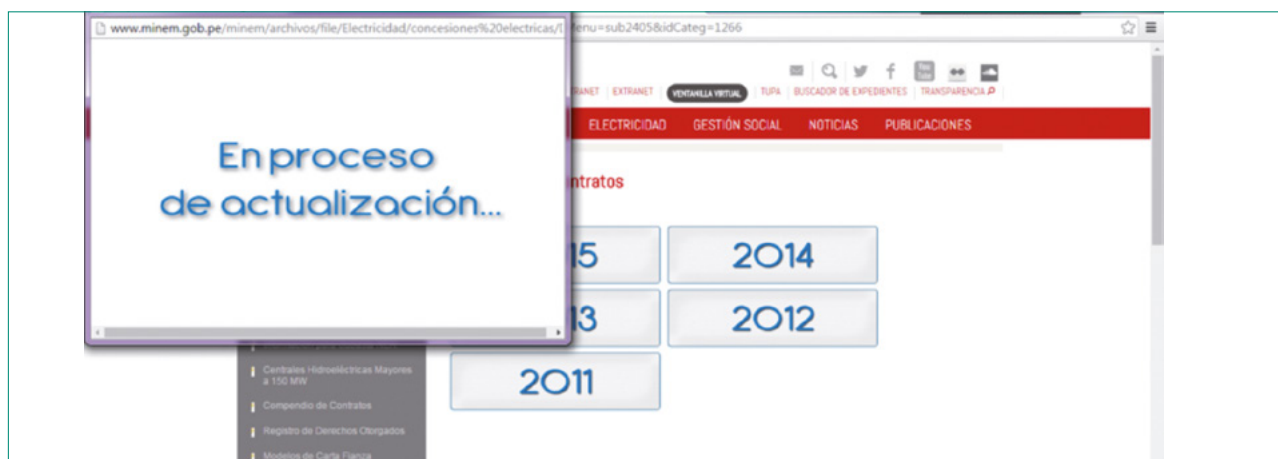 www.minem.gob.pe/minem/archivos/file/Electricidad/concesiones%20electricas/
enu=sub2405&idCateg=1266
En proceso
de actualización...
You
Tube
RANET EXTRANET VENTANILLA VIRTUAL TUPA BUSCADOR DE EXPEDIENTES TRANSPARENCIA
ELECTRICIDAD GESTIÓN SOCIAL NOTICIAS PUBLICACIONES
ntratos
15 2014
13 2012
2011
Centrales Hidroeléctricas Mayores
a 150 MW
Compendio de Contratos
Registro de Derechos Otorgados
Modelos de Carta Fianza